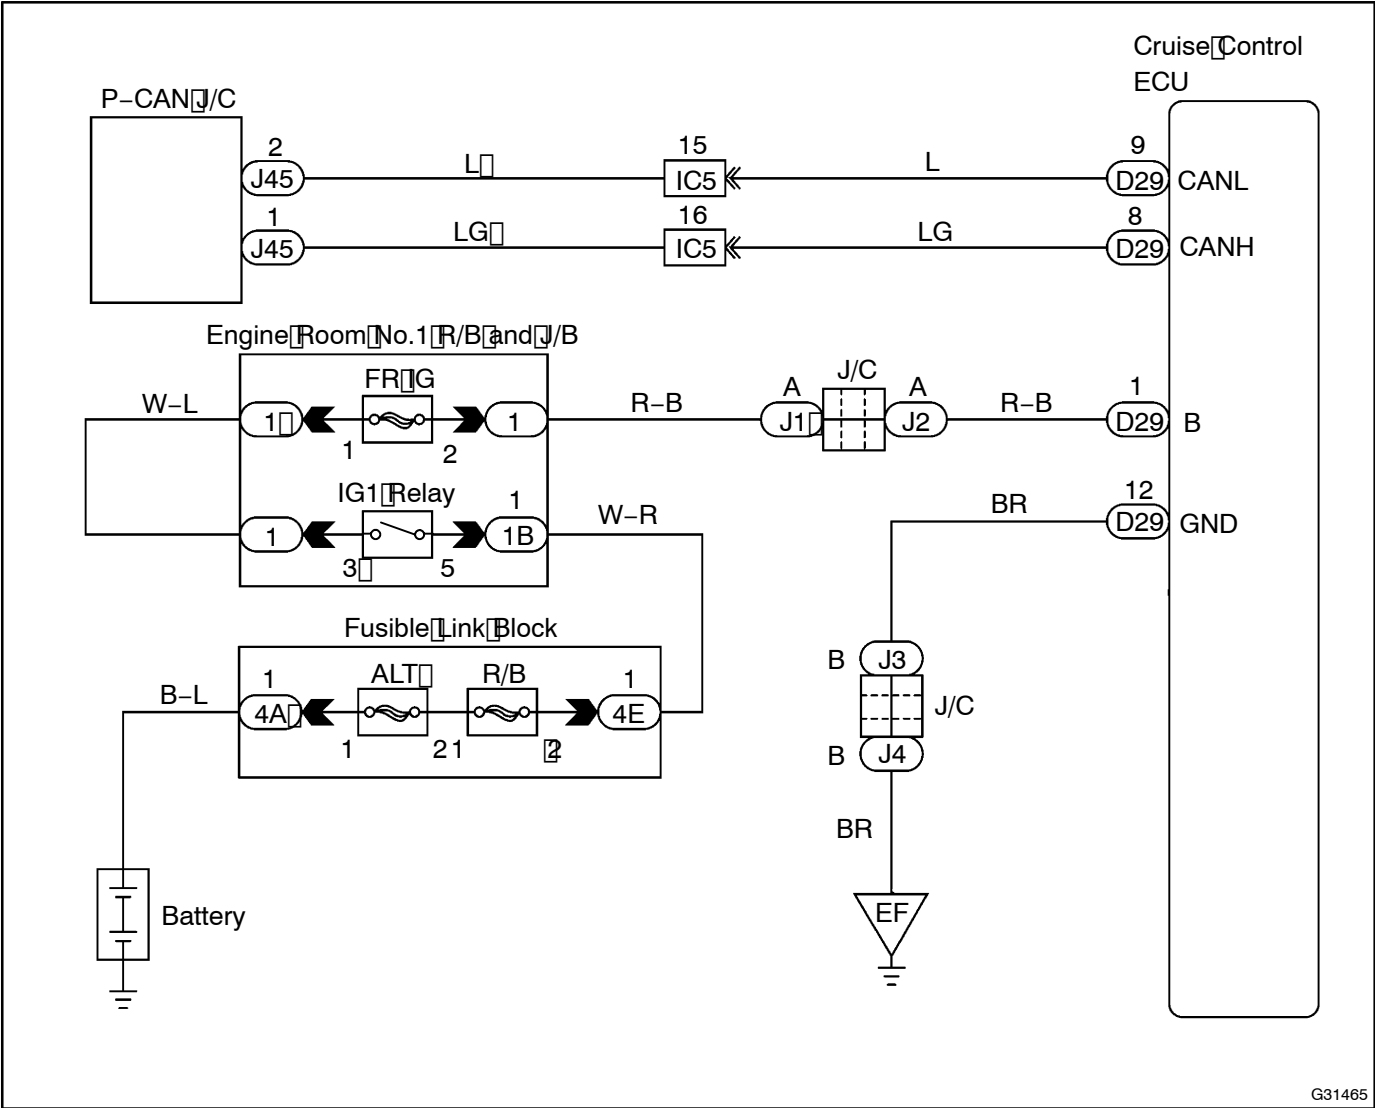 Cruise Control
ECU
P−CAN J/C
2
J45
L
15
IC5
L
9
D29
CANL
1
J45
LG
16
IC5
LG
8
D29
CANH
Engine Room No.1 R/B and J/B
FR IG
W−L
1
1
2
1
R−B
A
J1
J/C
A
J2
R−B
1
D29
B
IG1 Relay
1
3
5
1
1B
W−R
BR
12
D29
GND
Fusible Link Block
B−L
1
4A
ALT
1
2
R/B
1
2
1
4E
B
J3
J/C
B
J4
BR
EF
Battery
G31465